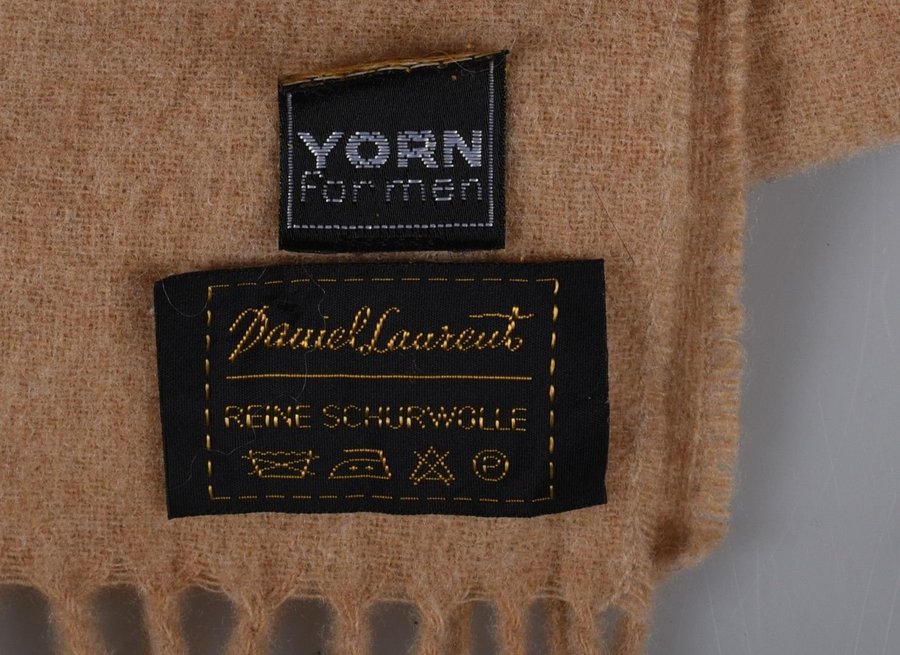 YORN
for men
Daniel Laurent
REINE SCHURWOLLE
P